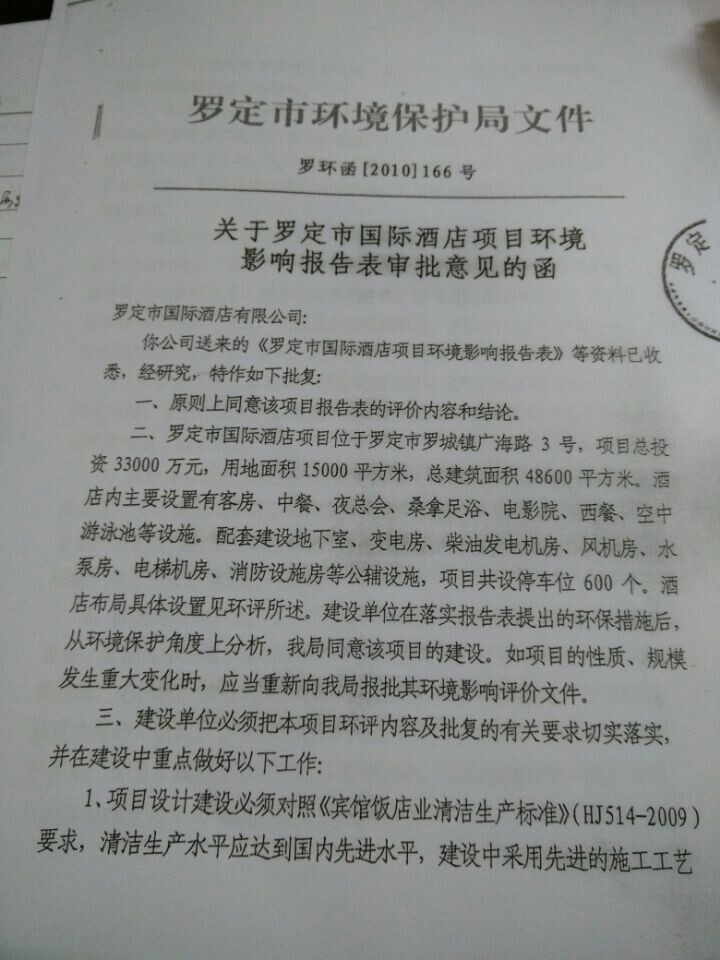 罗定市环境保护局文件
罗环函[2010]166 号
关于罗定市国际酒店项目环境
影响报告表审批意见的函
罗定
罗定市国际酒店有限公司:
你公司送来的《罗定市国际酒店项目环境影响报告表》等资料已收
悉，经研究，特作如下批复:
一、原则上同意该项目报告表的评价内容和结论。
二、罗定市国际酒店项目位于罗定市罗城镇广海路 3 号，项目总投
资 33000 万元，用地面积 15000 平方米，总建筑面积 48600 平方米。酒
店内主要设置有客房、中餐、夜总会、桑拿足浴、电影院、西餐、空中
游泳池等设施。配套建设地下室、变电房、柴油发电机房、风机房、水
泵房、电梯机房、消防设施房等公辅设施，项目共设停车位 600 个。酒
店布局具体设置见环评所述。建设单位在落实报告表提出的环保措施后，
从环境保护角度上分析，我局同意该项目的建设。如项目的性质、规模
发生重大变化时，应当重新向我局报批其环境影响评价文件。
三、建设单位必须把本项目环评内容及批复的有关要求切实落实，
并在建设中重点做好以下工作:
1、项目设计建设必须对照《宾馆饭店业清洁生产标准》(HJ514-2009)
要求，清洁生产水平应达到国内先进水平，建设中采用先进的施工工艺